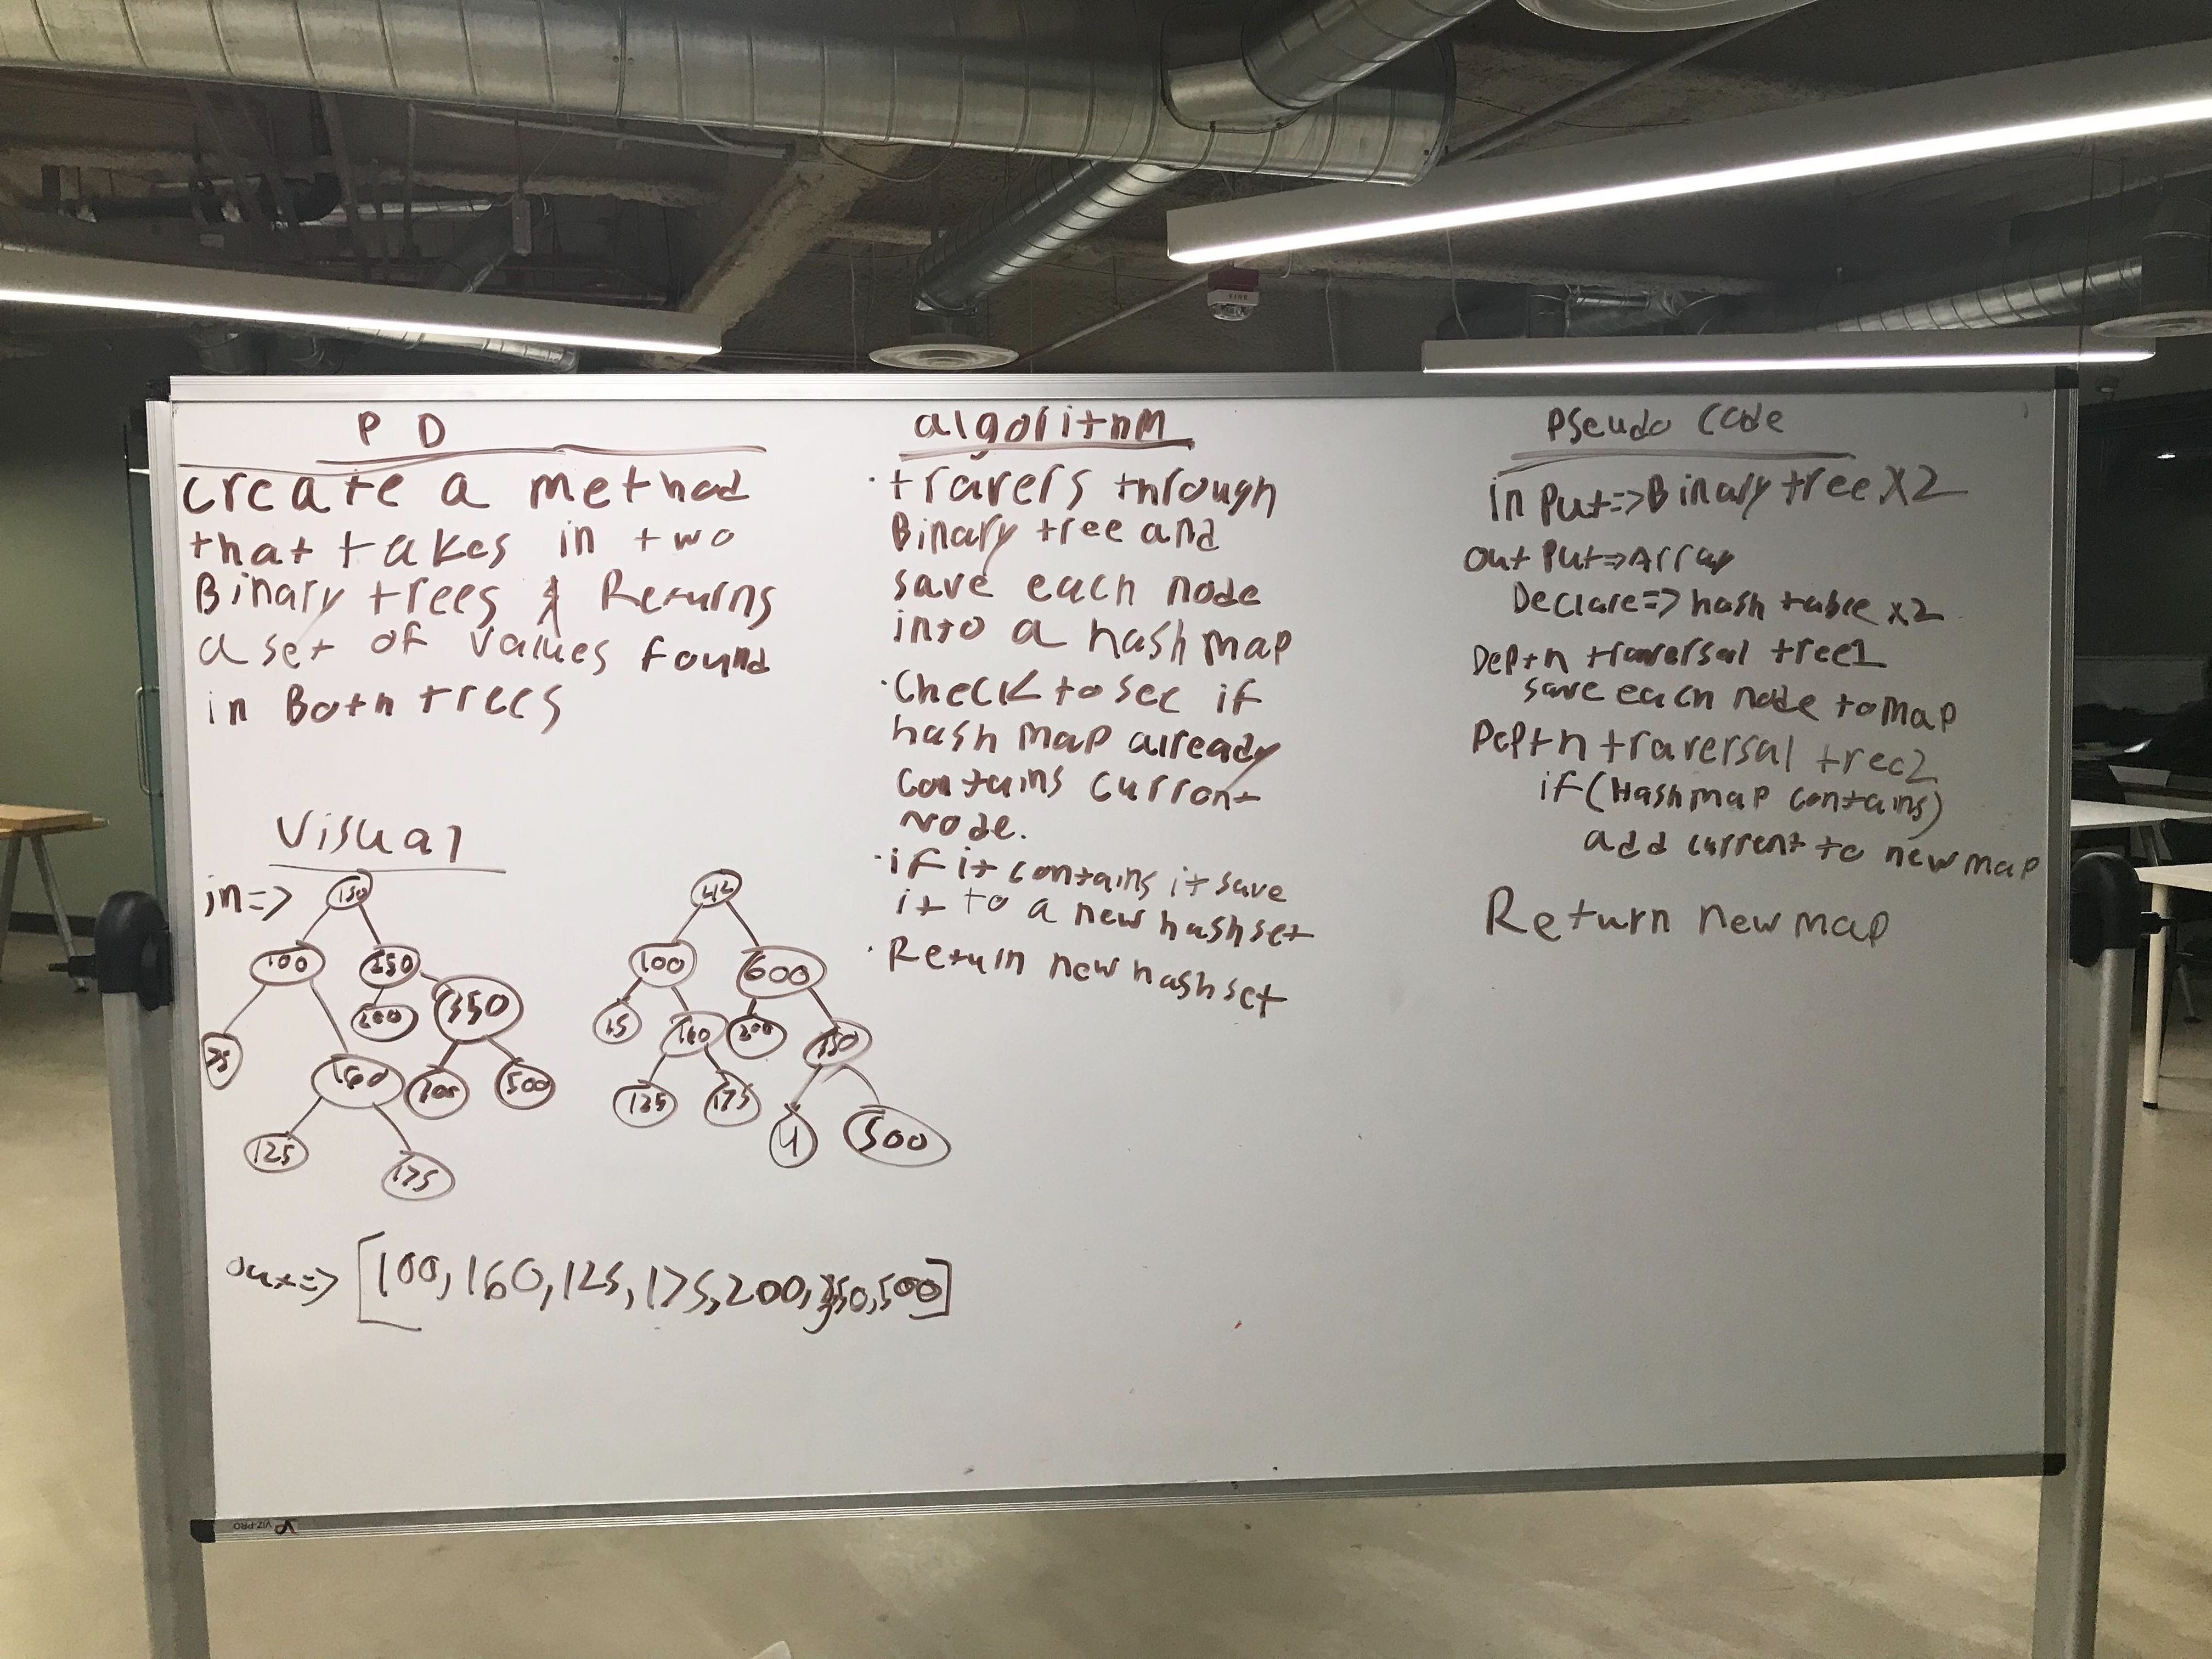 P D
create a method
that takes in two
Binary trees & Returns
a set of values found
in Both trees
Visual
in=>
150
100
250
75
200
350
160
300
500
125
175
42
100
600
15
160
200
350
125
175
4
500
out=> [100, 160, 125, 175, 200, 350, 500]
algorithm
· travers through
Binary tree and
save each node
into a hash map
· Check to see if
hash map already
contains current
node.
· if it contains it save
it to a new hashset
· Return new hashset
Pseudo Code
input=>Binary tree X2
Output=>Array
Declare=> hash table x2
Depth traversal tree1
save each node to map
Depth traversal tree2
if (Hashmap contains)
add current to new map
Return new map
VIZ-PRO
FIRE